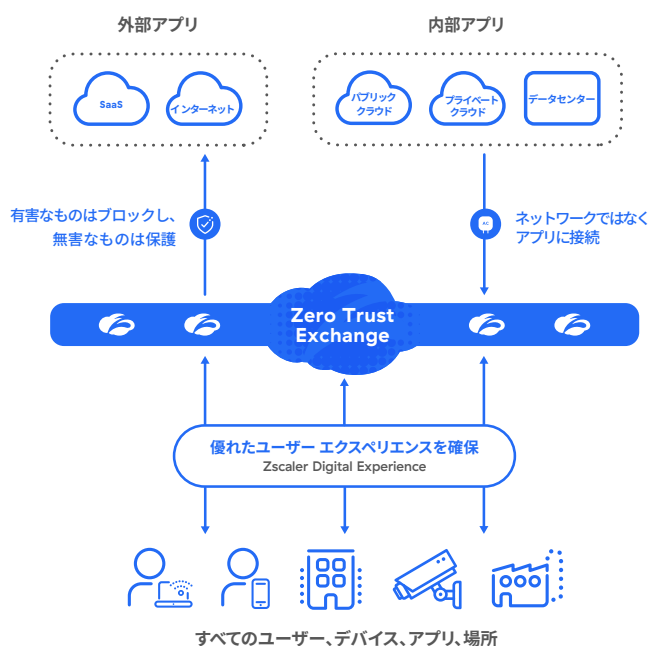 外部アプリ
内部アプリ
SaaS
インターネット
パブリック
クラウド
プライベート
クラウド
データセンター
有害なものはブロックし、
無害なものは保護
AC
ネットワークではなく
アプリに接続
Zero Trust
Exchange
優れたユーザー エクスペリエンスを確保
Zscaler Digital Experience
すべてのユーザー、デバイス、アプリ、場所